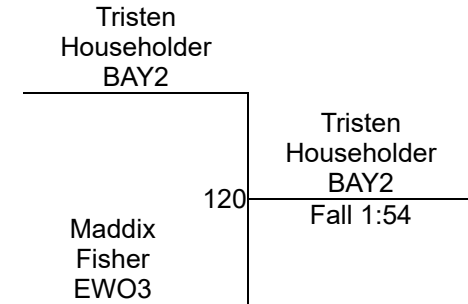 Tristen
Householder
BAY2
Tristen
Householder
BAY2
120
Fall 1:54
Maddix
Fisher
EWO3